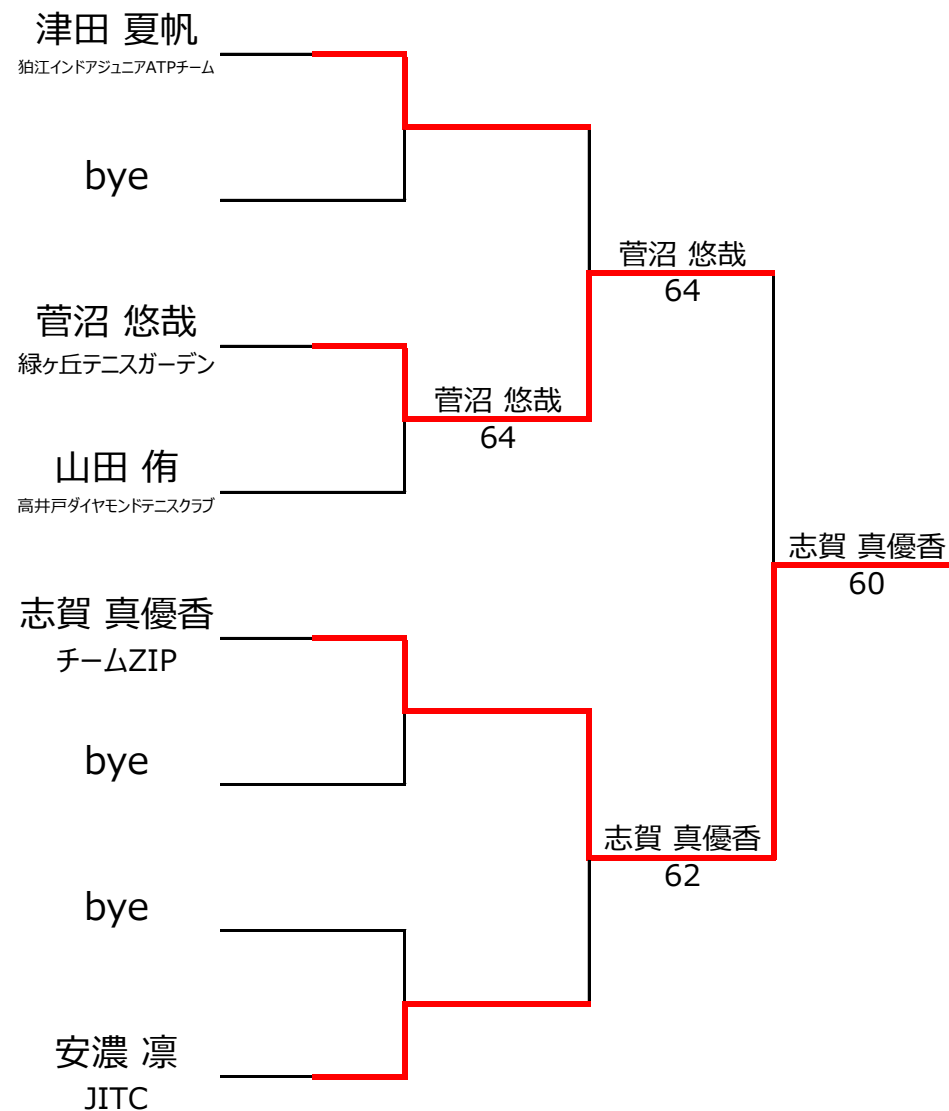 津田 夏帆
狛江インドアジュニアATPチーム
bye
菅沼 悠哉
64
菅沼 悠哉
緑ヶ丘テニスガーデン
菅沼 悠哉
64
山田 侑
高井戸ダイヤモンドテニスクラブ
志賀 真優香
60
志賀 真優香
チームZIP
bye
志賀 真優香
62
bye
安濃 凛
JITC